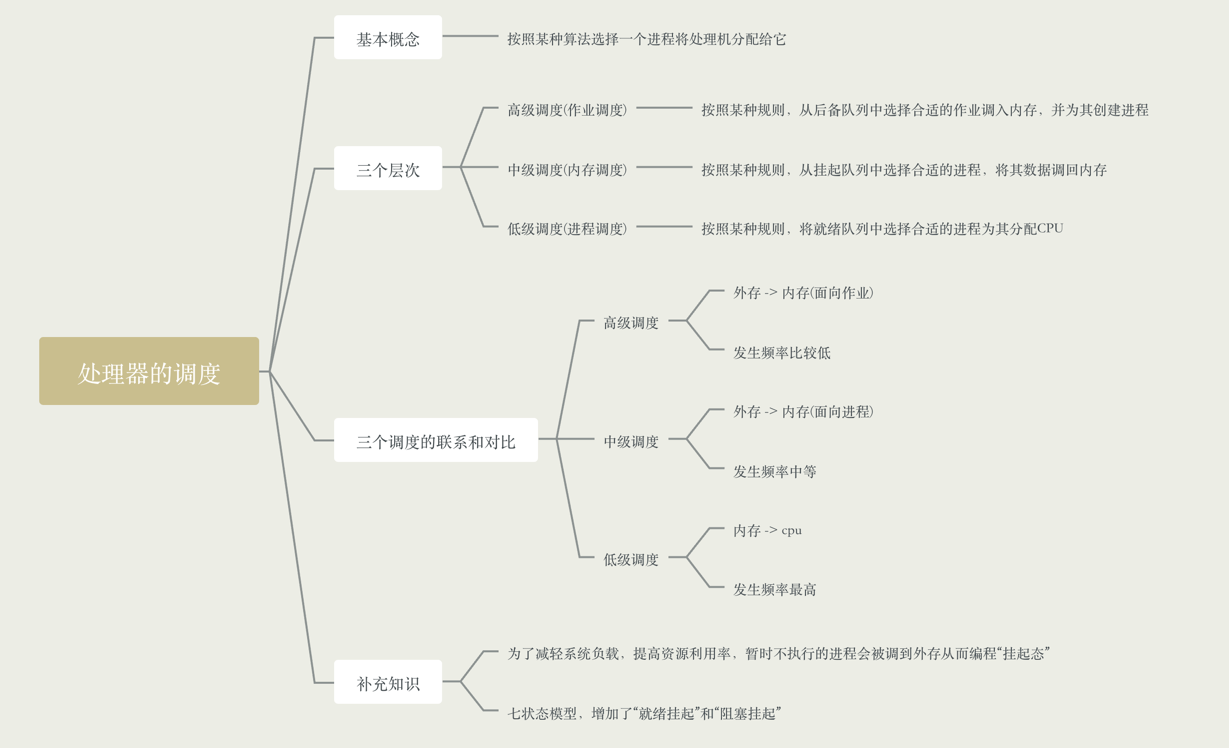 处理器的调度
基本概念
按照某种算法选择一个进程将处理机分配给它
三个层次
高级调度(作业调度)
按照某种规则，从后备队列中选择合适的作业调入内存，并为其创建进程
中级调度(内存调度)
按照某种规则，从挂起队列中选择合适的进程，将其数据调回内存
低级调度(进程调度)
按照某种规则，将就绪队列中选择合适的进程为其分配CPU
三个调度的联系和对比
高级调度
外存 -> 内存(面向作业)
发生频率比较低
中级调度
外存 -> 内存(面向进程)
发生频率中等
低级调度
内存 -> cpu
发生频率最高
补充知识
为了减轻系统负载，提高资源利用率，暂时不执行的进程会被调到外存从而编程“挂起态”
七状态模型，增加了“就绪挂起”和“阻塞挂起”